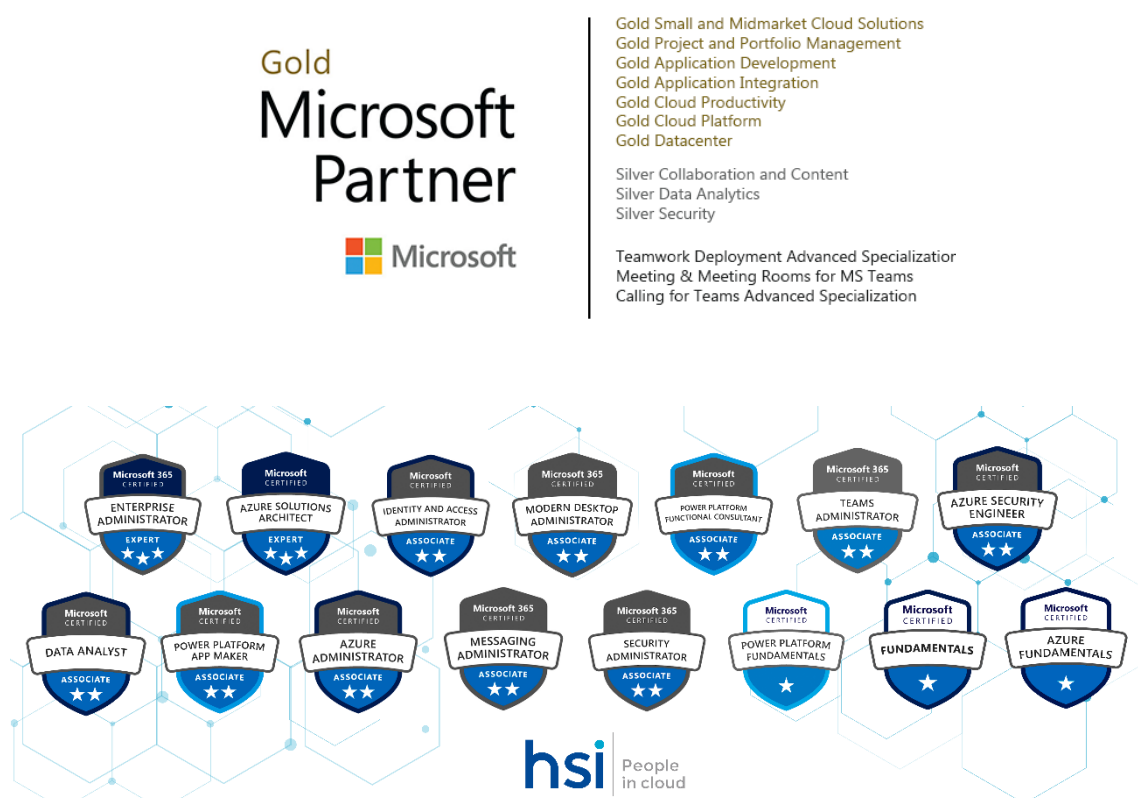 Gold
Microsoft
Partner
Microsoft
Gold Small and Midmarket Cloud Solutions
Gold Project and Portfolio Management
Gold Application Development
Gold Application Integration
Gold Cloud Productivity
Gold Cloud Platform
Gold Datacenter
Silver Collaboration and Content
Silver Data Analytics
Silver Security
Teamwork Deployment Advanced Specialization
Meeting & Meeting Rooms for MS Teams
Calling for Teams Advanced Specialization
Microsoft 365
CERTIFIED
ENTERPRISE
ADMINISTRATOR
EXPERT
Microsoft
CERTIFIED
AZURE SOLUTIONS
ARCHITECT
EXPERT
Microsoft
CERTIFIED
IDENTITY AND ACCESS
ADMINISTRATOR
ASSOCIATE
Microsoft 365
CERTIFIED
MODERN DESKTOP
ADMINISTRATOR
ASSOCIATE
Microsoft
CERTIFIED
POWER PLATFORM
FUNCTIONAL CONSULTANT
ASSOCIATE
Microsoft 365
CERTIFIED
TEAMS
ADMINISTRATOR
ASSOCIATE
Microsoft
CERTIFIED
AZURE SECURITY
ENGINEER
ASSOCIATE
Microsoft
CERTIFIED
DATA ANALYST
ASSOCIATE
Microsoft
CERTIFIED
POWER PLATFORM
APP MAKER
ASSOCIATE
Microsoft
CERTIFIED
AZURE
ADMINISTRATOR
ASSOCIATE
Microsoft 365
CERTIFIED
MESSAGING
ADMINISTRATOR
ASSOCIATE
Microsoft 365
CERTIFIED
SECURITY
ADMINISTRATOR
ASSOCIATE
Microsoft
CERTIFIED
POWER PLATFORM
FUNDAMENTALS
Microsoft
CERTIFIED
FUNDAMENTALS
Microsoft
CERTIFIED
AZURE
FUNDAMENTALS
hsi
People
in cloud